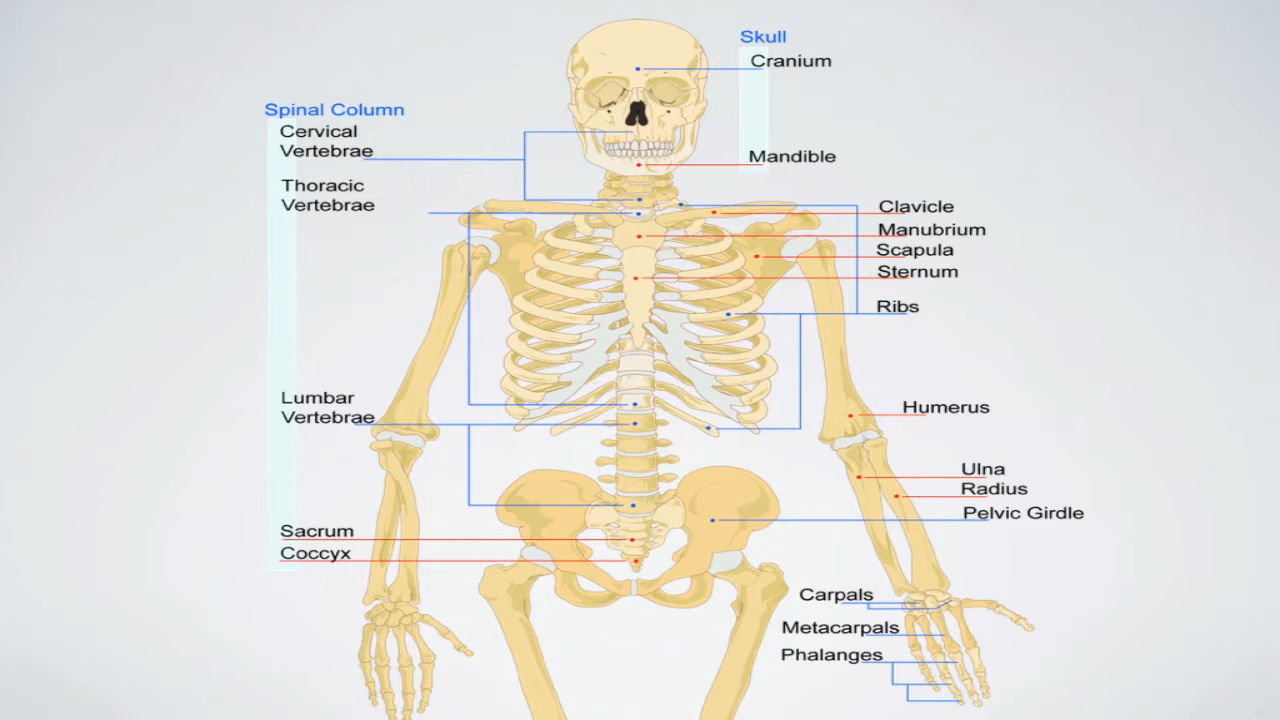 Skull
Cranium
Mandible
Spinal Column
Cervical
Vertebrae
Thoracic
Vertebrae
Lumbar
Vertebrae
Sacrum
Coccyx
Clavicle
Manubrium
Scapula
Sternum
Ribs
Humerus
Ulna
Radius
Pelvic Girdle
Carpals
Metacarpals
Phalanges